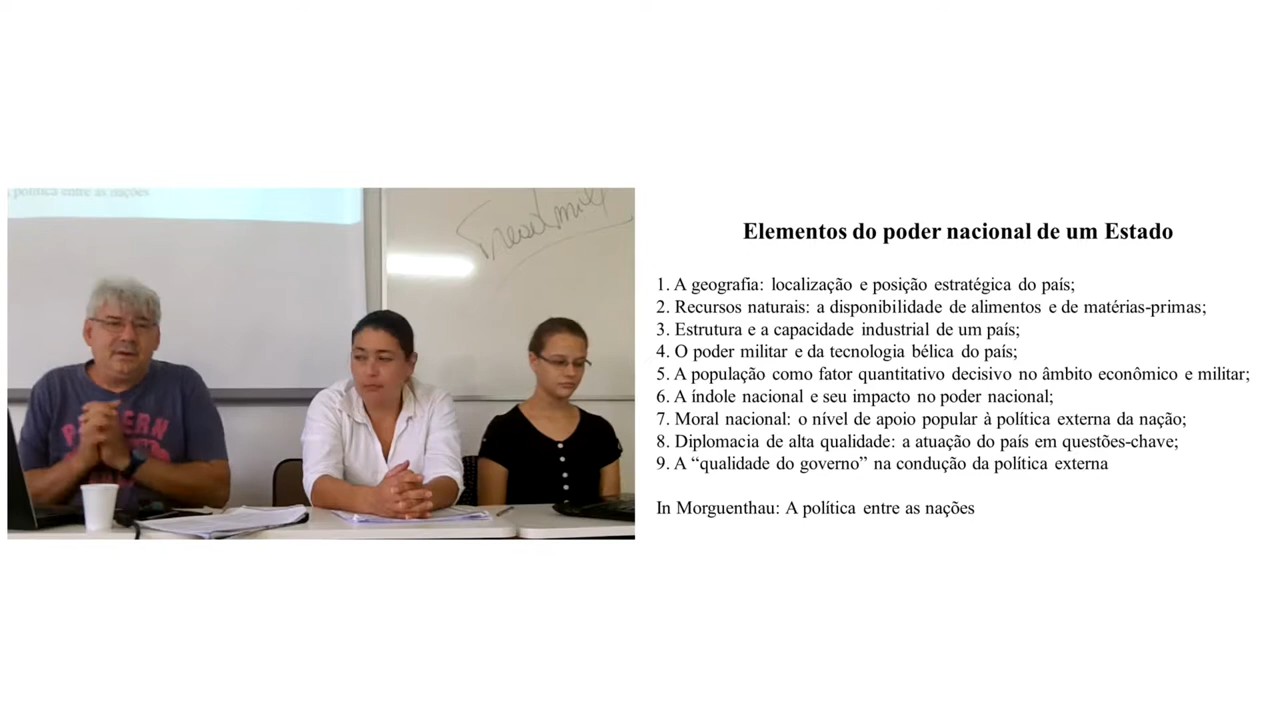 política entre as nações
Elementos do poder nacional de um Estado
1. A geografia: localização e posição estratégica do país;
2. Recursos naturais: a disponibilidade de alimentos e de matérias-primas;
3. Estrutura e a capacidade industrial de um país;
4. O poder militar e da tecnologia bélica do país;
5. A população como fator quantitativo decisivo no âmbito econômico e militar;
6. A índole nacional e seu impacto no poder nacional;
7. Moral nacional: o nível de apoio popular à política externa da nação;
8. Diplomacia de alta qualidade: a atuação do país em questões-chave;
9. A “qualidade do governo” na condução da política externa
In Morguenthau: A política entre as nações